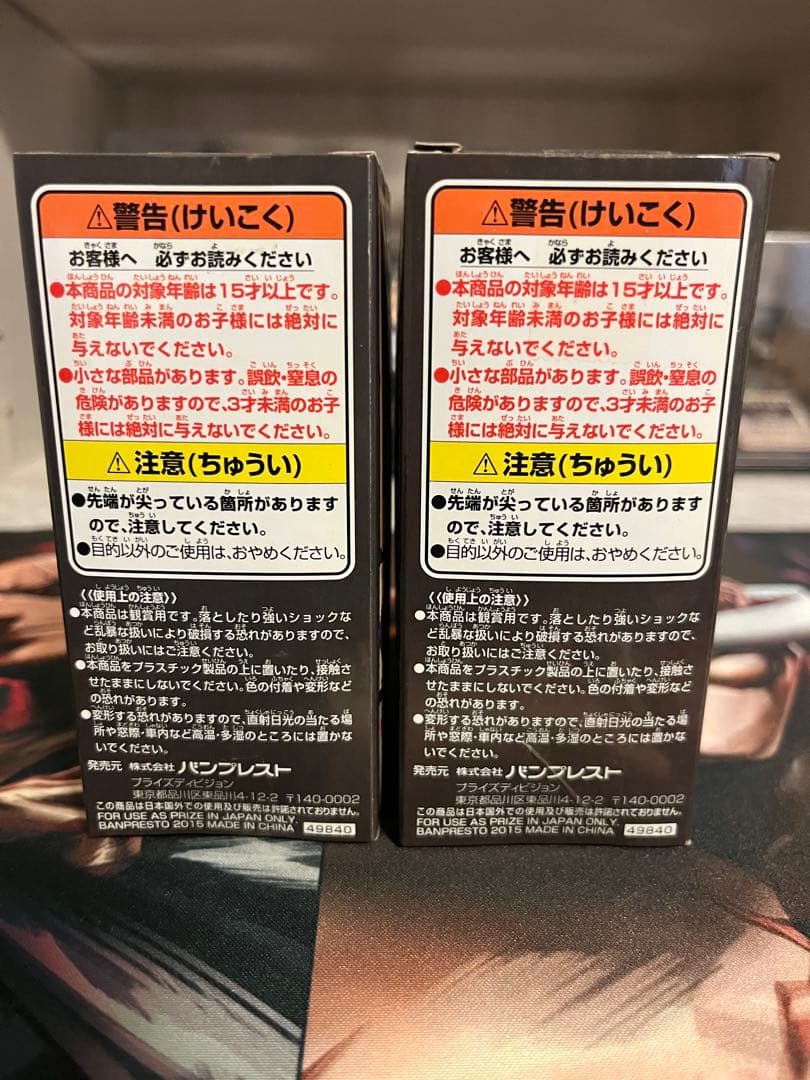 ⚠警告(けいこく)
お客様へ 必ずお読みください
●本商品の対象年齢は15才以上です。
対象年齢未満のお子様には絶対に
与えないでください。
●小さな部品があります。誤飲・窒息の
危険がありますので、3才未満のお子
様には絶対に与えないでください。
⚠注意(ちゅうい)
●先端が尖っている箇所があります
ので、注意してください。
●目的以外のご使用は、おやめください。
《使用上の注意》
●本商品は観賞用です。落としたり強いショックな
ど乱暴な扱いにより破損する恐れがありますので、
お取り扱いにはご注意ください。
●本商品をプラスチック製品の上に置いたり、接触さ
せたままにしないでください。色の付着や変形など
の恐れがあります。
●変形する恐れがありますので、直射日光の当たる場
所や窓際・車内など高温・多湿のところには置かな
いでください。
発売元 株式会社 バンプレスト
プライズディビジョン
東京都品川区東品川4-12-2 〒140-0002
この商品は日本国外での使用及び販売は許諾されておりません。
FOR USE AS PRIZE IN JAPAN ONLY.
BANPRESTO 2015 MADE IN CHINA 49840
⚠警告(けいこく)
お客様へ 必ずお読みください
●本商品の対象年齢は15才以上です。
対象年齢未満のお子様には絶対に
与えないでください。
●小さな部品があります。誤飲・窒息の
危険がありますので、3才未満のお子
様には絶対に与えないでください。
⚠注意(ちゅうい)
●先端が尖っている箇所があります
ので、注意してください。
●目的以外のご使用は、おやめください。
《使用上の注意》
●本商品は観賞用です。落としたり強いショックな
ど乱暴な扱いにより破損する恐れがありますので、
お取り扱いにはご注意ください。
●本商品をプラスチック製品の上に置いたり、接触さ
せたままにしないでください。色の付着や変形など
の恐れがあります。
●変形する恐れがありますので、直射日光の当たる場
所や窓際・車内など高温・多湿のところには置かな
いでください。
発売元 株式会社 バンプレスト
プライズディビジョン
東京都品川区東品川4-12-2 〒140-0002
この商品は日本国外での使用及び販売は許諾されておりません。
FOR USE AS PRIZE IN JAPAN ONLY.
BANPRESTO 2015 MADE IN CHINA 49840